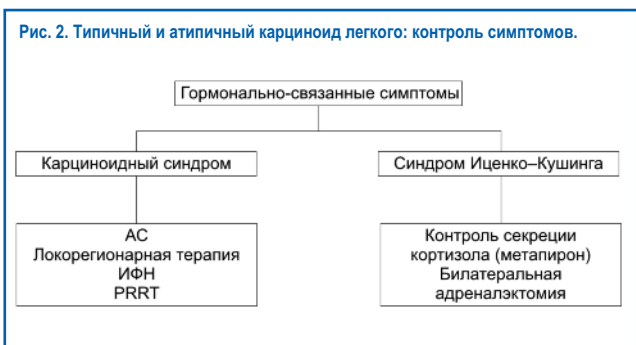 Рис. 2. Типичный и атипичный карциноид легкого: контроль симптомов.
Гормонально-связанные симптомы
Карциноидный синдром
Синдром Иценко–Кушинга
АС
Локорегионарная терапия
ИФН
PRRT
Контроль секреции
кортизола (метапирон)
Билатеральная
адреналэктомия